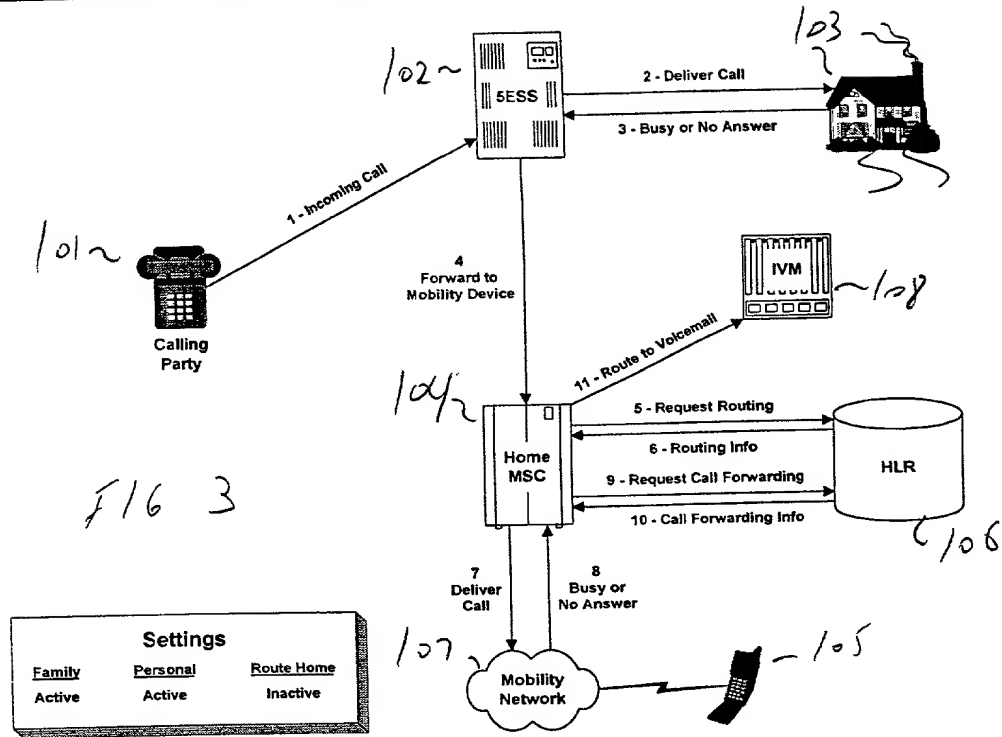 102
5ESS
2 - Deliver Call
3 - Busy or No Answer
103
1 - Incoming Call
101
Calling
Party
4
Forward to
Mobility Device
IVM
108
11 - Route to Voicemail
104
Home
MSC
5 - Request Routing
6 - Routing Info
9 - Request Call Forwarding
10 - Call Forwarding Info
HLR
106
FIG 3
7
Deliver
Call
8
Busy or
No Answer
107
Mobility
Network
105
Settings
Family Personal Route Home
Active Active Inactive